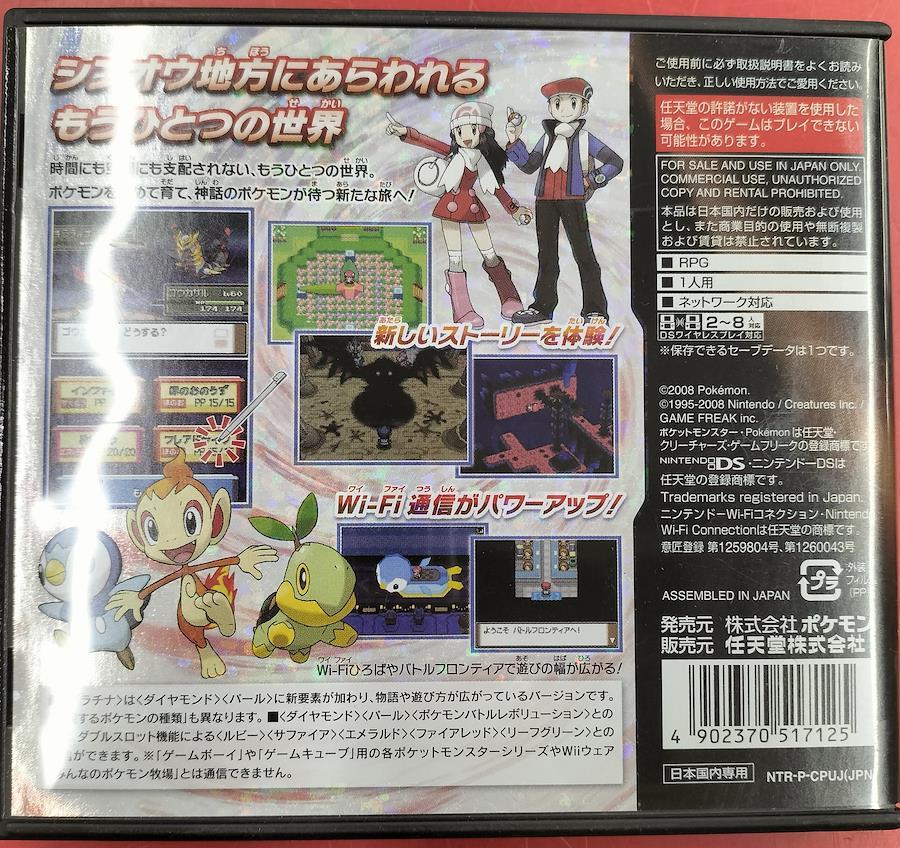 シンオウ地方にあらわれる
もうひとつの世界
時間にも空間にも支配されない、もうひとつの世界。
ポケモンを集めて育て、神話のポケモンが待つ新たな旅へ!
Lv60
174/ 174
どうする?
インファ
ほのお PP15/15
フレアドライブ
20/20
新しいストーリーを体験!
Wi-Fi 通信がパワーアップ!
ようこそ バトルフロンティアへ!
Wi-Fiひろばやバトルフロンティアで遊びの幅が広がる!
ラチナ〉は〈ダイヤモンド〉〈パール〉に新要素が加わり、物語や遊び方が広がっているバージョンです。
するポケモンの種類」も異なります。■〈ダイヤモンド〉〈パール〉〈ポケモンバトルレボリューション〉との
ダブルスロット機能による〈ルビー〉〈サファイア〉〈エメラルド〉〈ファイアレッド〉〈リーフグリーン〉との
ができます。※「ゲームボーイ」や「ゲームキューブ」用の各ポケットモンスターシリーズやWiiウェア
みんなのポケモン牧場」とは通信できません。
ご使用前に必ず取扱説明書をよくお読み
いただき、正しい使用方法でご愛用ください。
任天堂の許諾がない装置を使用した
場合、このゲームはプレイできない
可能性があります。
FOR SALE AND USE IN JAPAN ONLY.
COMMERCIAL USE, UNAUTHORIZED
COPY AND RENTAL PROHIBITED.
本品は日本国内だけの販売および使用
とし、また商業目的の使用や無断複製
および賃貸は禁止されています。
■ RPG
■ 1人用
■ ネットワーク対応
2～8人対応
DSワイヤレスプレイ対応
※保存できるセーブデータは1つです。
©2008 Pokémon.
©1995-2008 Nintendo / Creatures Inc. /
GAME FREAK inc.
ポケットモンスター・Pokémonは任天堂・
クリーチャーズ・ゲームフリークの登録商標です
NINTENDO DS・ニンテンドーDSは
任天堂の登録商標です。
Trademarks registered in Japan.
ニンテンドーWi-Fiコネクション・Nintendo
Wi-Fi Connectionは任天堂の商標です。
意匠登録 第1259804号、第1260043号
プラ
外装
フィル
(PP
ASSEMBLED IN JAPAN
発売元 株式会社ポケモン
販売元 任天堂株式会社
4 902370 517125
日本国内専用
NTR-P-CPUJ(JPN